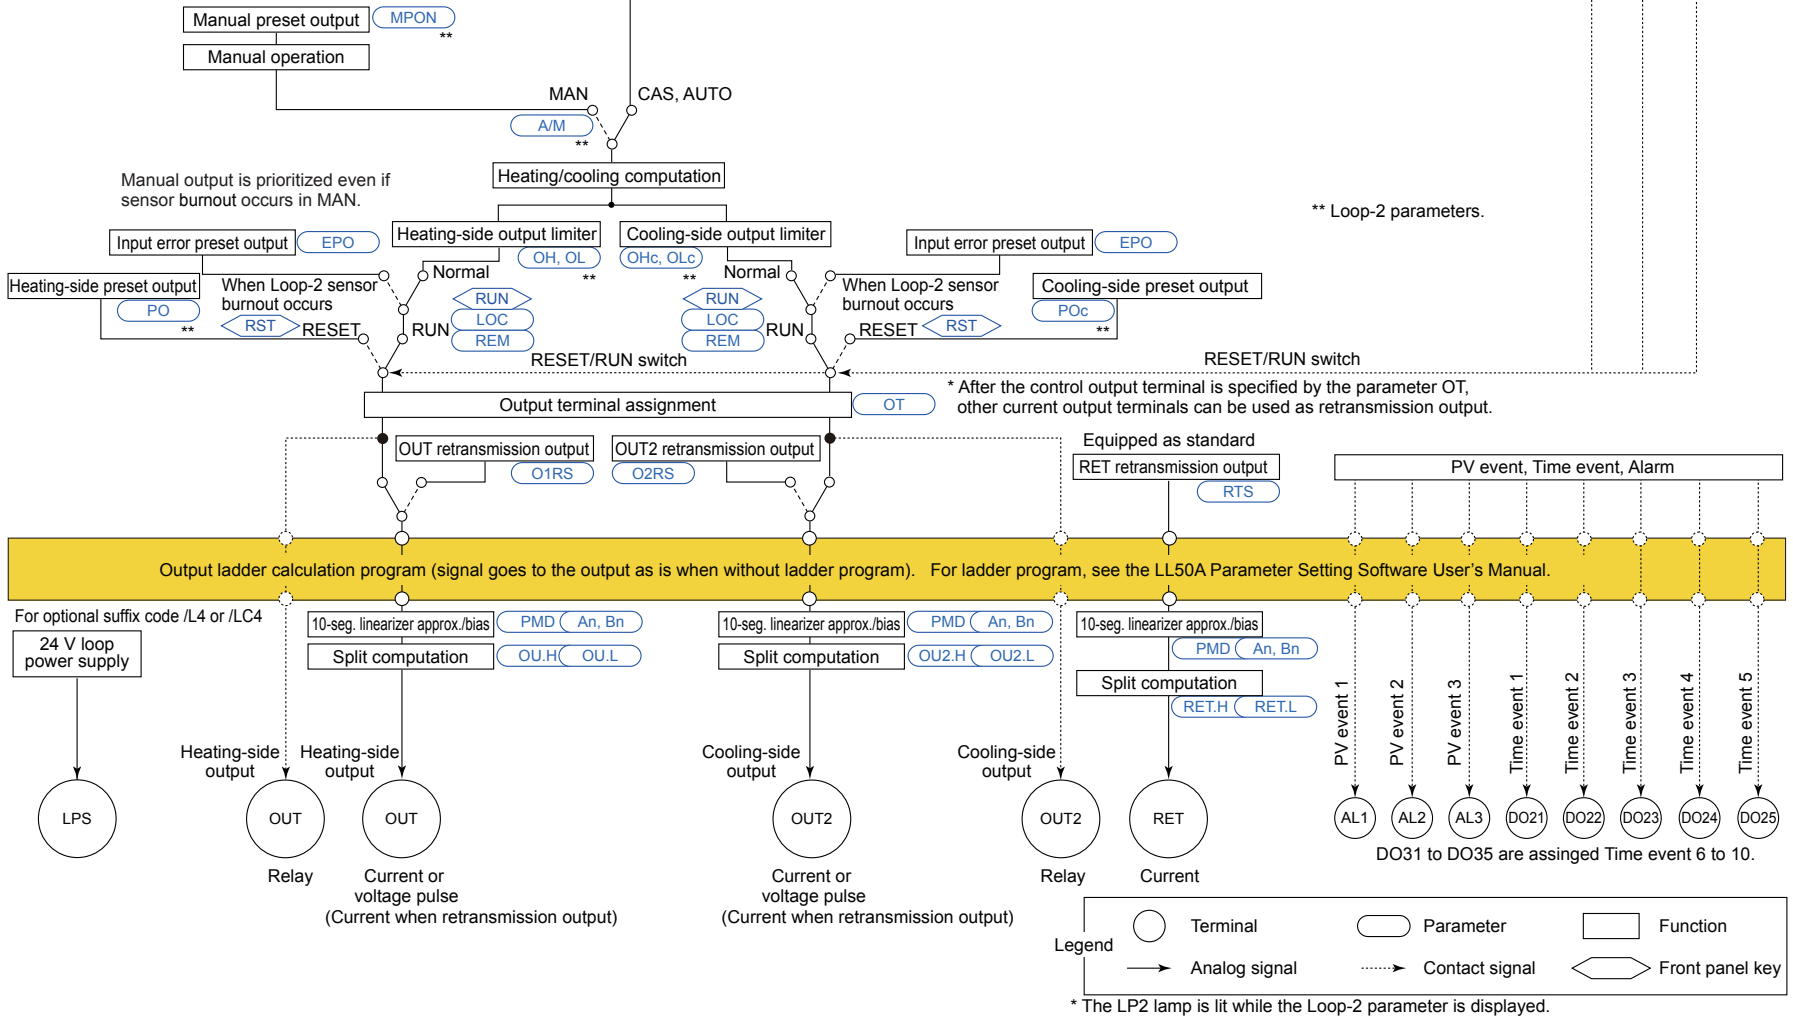 Manual preset output
MPON
**
Manual operation
MAN
CAS, AUTO
A/M
**
Heating/cooling computation
Manual output is prioritized even if
sensor burnout occurs in MAN.
** Loop-2 parameters.
Input error preset output
EPO
Heating-side output limiter
Cooling-side output limiter
Input error preset output
EPO
OH, OL
**
OHc, OLc
**
Normal
Normal
Heating-side preset output
PO
**
When Loop-2 sensor
burnout occurs
When Loop-2 sensor
burnout occurs
Cooling-side preset output
POc
**
RST
RESET
RUN
RUN
LOC
REM
RUN
LOC
REM
RUN
RESET
RST
RESET/RUN switch
RESET/RUN switch
* After the control output terminal is specified by the parameter OT,
other current output terminals can be used as retransmission output.
Output terminal assignment
OT
OUT retransmission output
O1RS
OUT2 retransmission output
O2RS
Equipped as standard
RET retransmission output
RTS
PV event, Time event, Alarm
Output ladder calculation program (signal goes to the output as is when without ladder program). For ladder program, see the LL50A Parameter Setting Software User's Manual.
For optional suffix code /L4 or /LC4
24 V loop
power supply
10-seg. linearizer approx./bias
PMD
An, Bn
Split computation
OU.H
OU.L
10-seg. linearizer approx./bias
PMD
An, Bn
Split computation
OU2.H
OU2.L
10-seg. linearizer approx./bias
PMD
An, Bn
Split computation
RET.H
RET.L
PV event 1
PV event 2
PV event 3
Time event 1
Time event 2
Time event 3
Time event 4
Time event 5
Heating-side
output
Heating-side
output
Cooling-side
output
Cooling-side
output
LPS
OUT
OUT
OUT2
OUT2
RET
AL1
AL2
AL3
DO21
DO22
DO23
DO24
DO25
DO31 to DO35 are assinged Time event 6 to 10.
Relay
Current or
voltage pulse
(Current when retransmission output)
Current or
voltage pulse
(Current when retransmission output)
Relay
Current
Legend
Terminal
Parameter
Function
Analog signal
Contact signal
Front panel key
* The LP2 lamp is lit while the Loop-2 parameter is displayed.